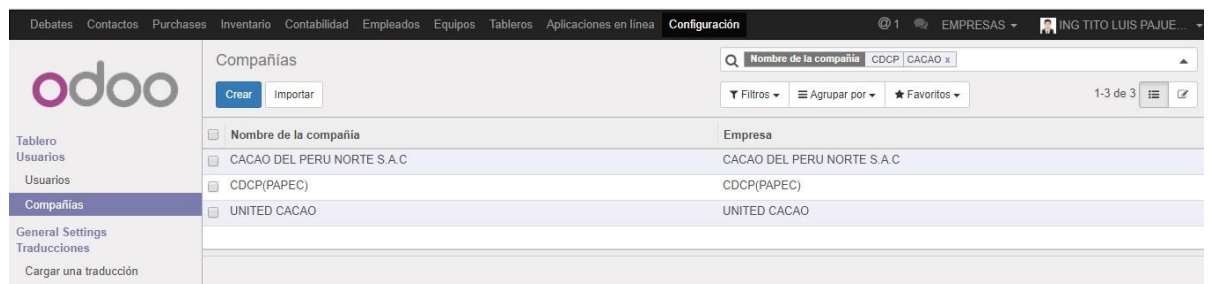 Debates Contactos Purchases Inventario Contabilidad Empleados Equipos Tableros Aplicaciones en línea Configuración @ 1 EMPRESAS ING TITO LUIS PAJUE...
odoo
Compañías
Nombre de la compañía CDCP CACAO x
Crear Importar
Filtros Agrupar por Favoritos 1-3 de 3
Tablero
Usuarios
Usuarios
Compañías
General Settings
Traducciones
Cargar una traducción
Nombre de la compañía Empresa
CACAO DEL PERU NORTE S.A.C CACAO DEL PERU NORTE S.A.C
CDCP(PAPEC) CDCP(PAPEC)
UNITED CACAO UNITED CACAO